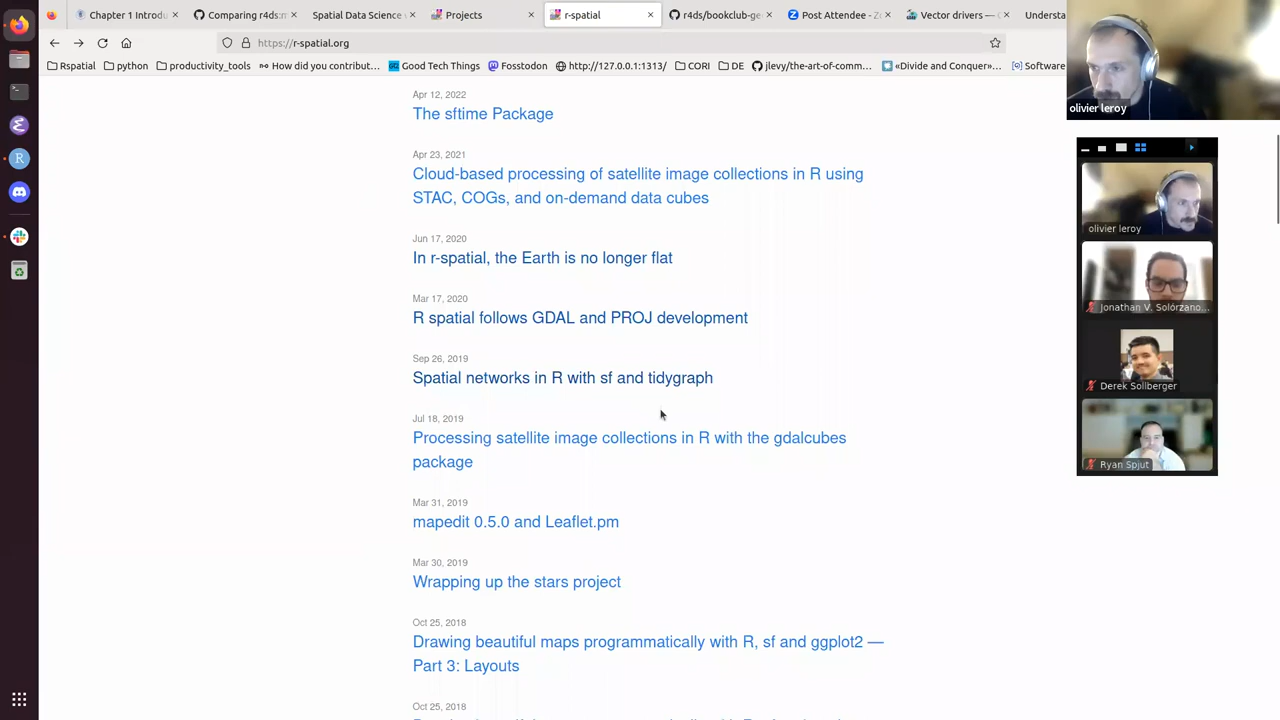 Chapter 1 Introdu
Comparing r4ds:m
Spatial Data Science
Projects
r-spatial
r4ds/bookclub-ge
Post Attendee - Zo
Vector drivers — 
Understa
https://r-spatial.org
Rspatial
python
productivity_tools
How did you contribut...
Good Tech Things
Fosstodon
http://127.0.0.1:1313/
CORI
DE
jlevy/the-art-of-comm...
«Divide and Conquer»...
Software
olivier leroy
Apr 12, 2022
The sftime Package
Apr 23, 2021
Cloud-based processing of satellite image collections in R using
STAC, COGs, and on-demand data cubes
Jun 17, 2020
In r-spatial, the Earth is no longer flat
Mar 17, 2020
R spatial follows GDAL and PROJ development
Sep 26, 2019
Spatial networks in R with sf and tidygraph
Jul 18, 2019
Processing satellite image collections in R with the gdalcubes
package
Mar 31, 2019
mapedit 0.5.0 and Leaflet.pm
Mar 30, 2019
Wrapping up the stars project
Oct 25, 2018
Drawing beautiful maps programmatically with R, sf and ggplot2 —
Part 3: Layouts
Oct 25, 2018
olivier leroy
Jonathan V. Solórzano...
Derek Sollberger
Ryan Spjut